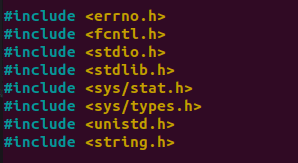 #include <errno.h>
#include <fcntl.h>
#include <stdio.h>
#include <stdlib.h>
#include <sys/stat.h>
#include <sys/types.h>
#include <unistd.h>
#include <string.h>